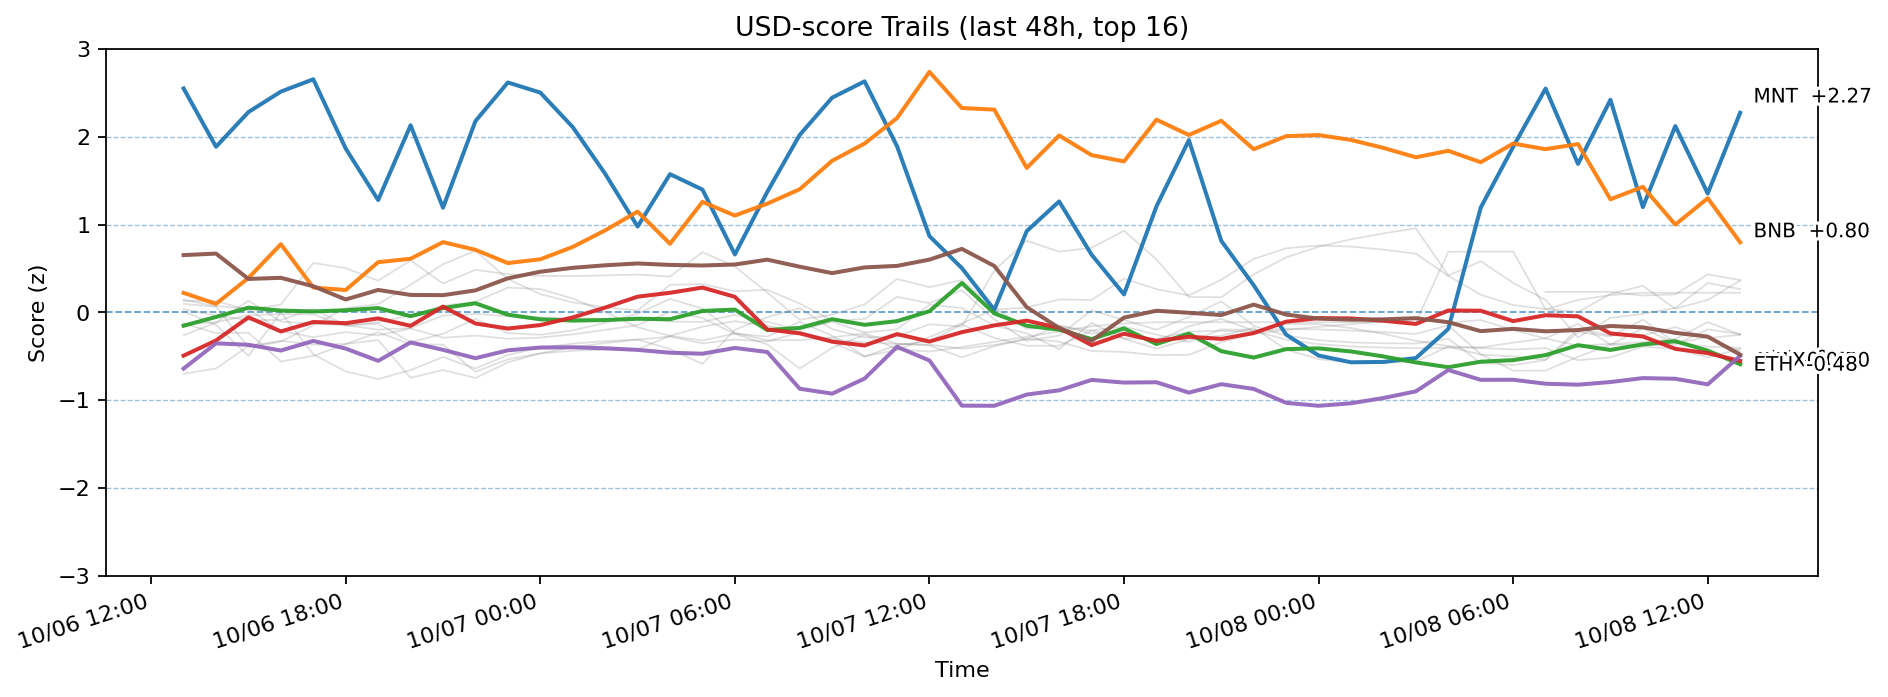 USD-score Trails (last 48h, top 16)
3
2
1
0
−1
−2
−3
Score (z)
MNT +2.27
BNB +0.80
ETH -0.48
10/06 12:00
10/06 18:00
10/07 00:00
10/07 06:00
10/07 12:00
10/07 18:00
10/08 00:00
10/08 06:00
10/08 12:00
Time